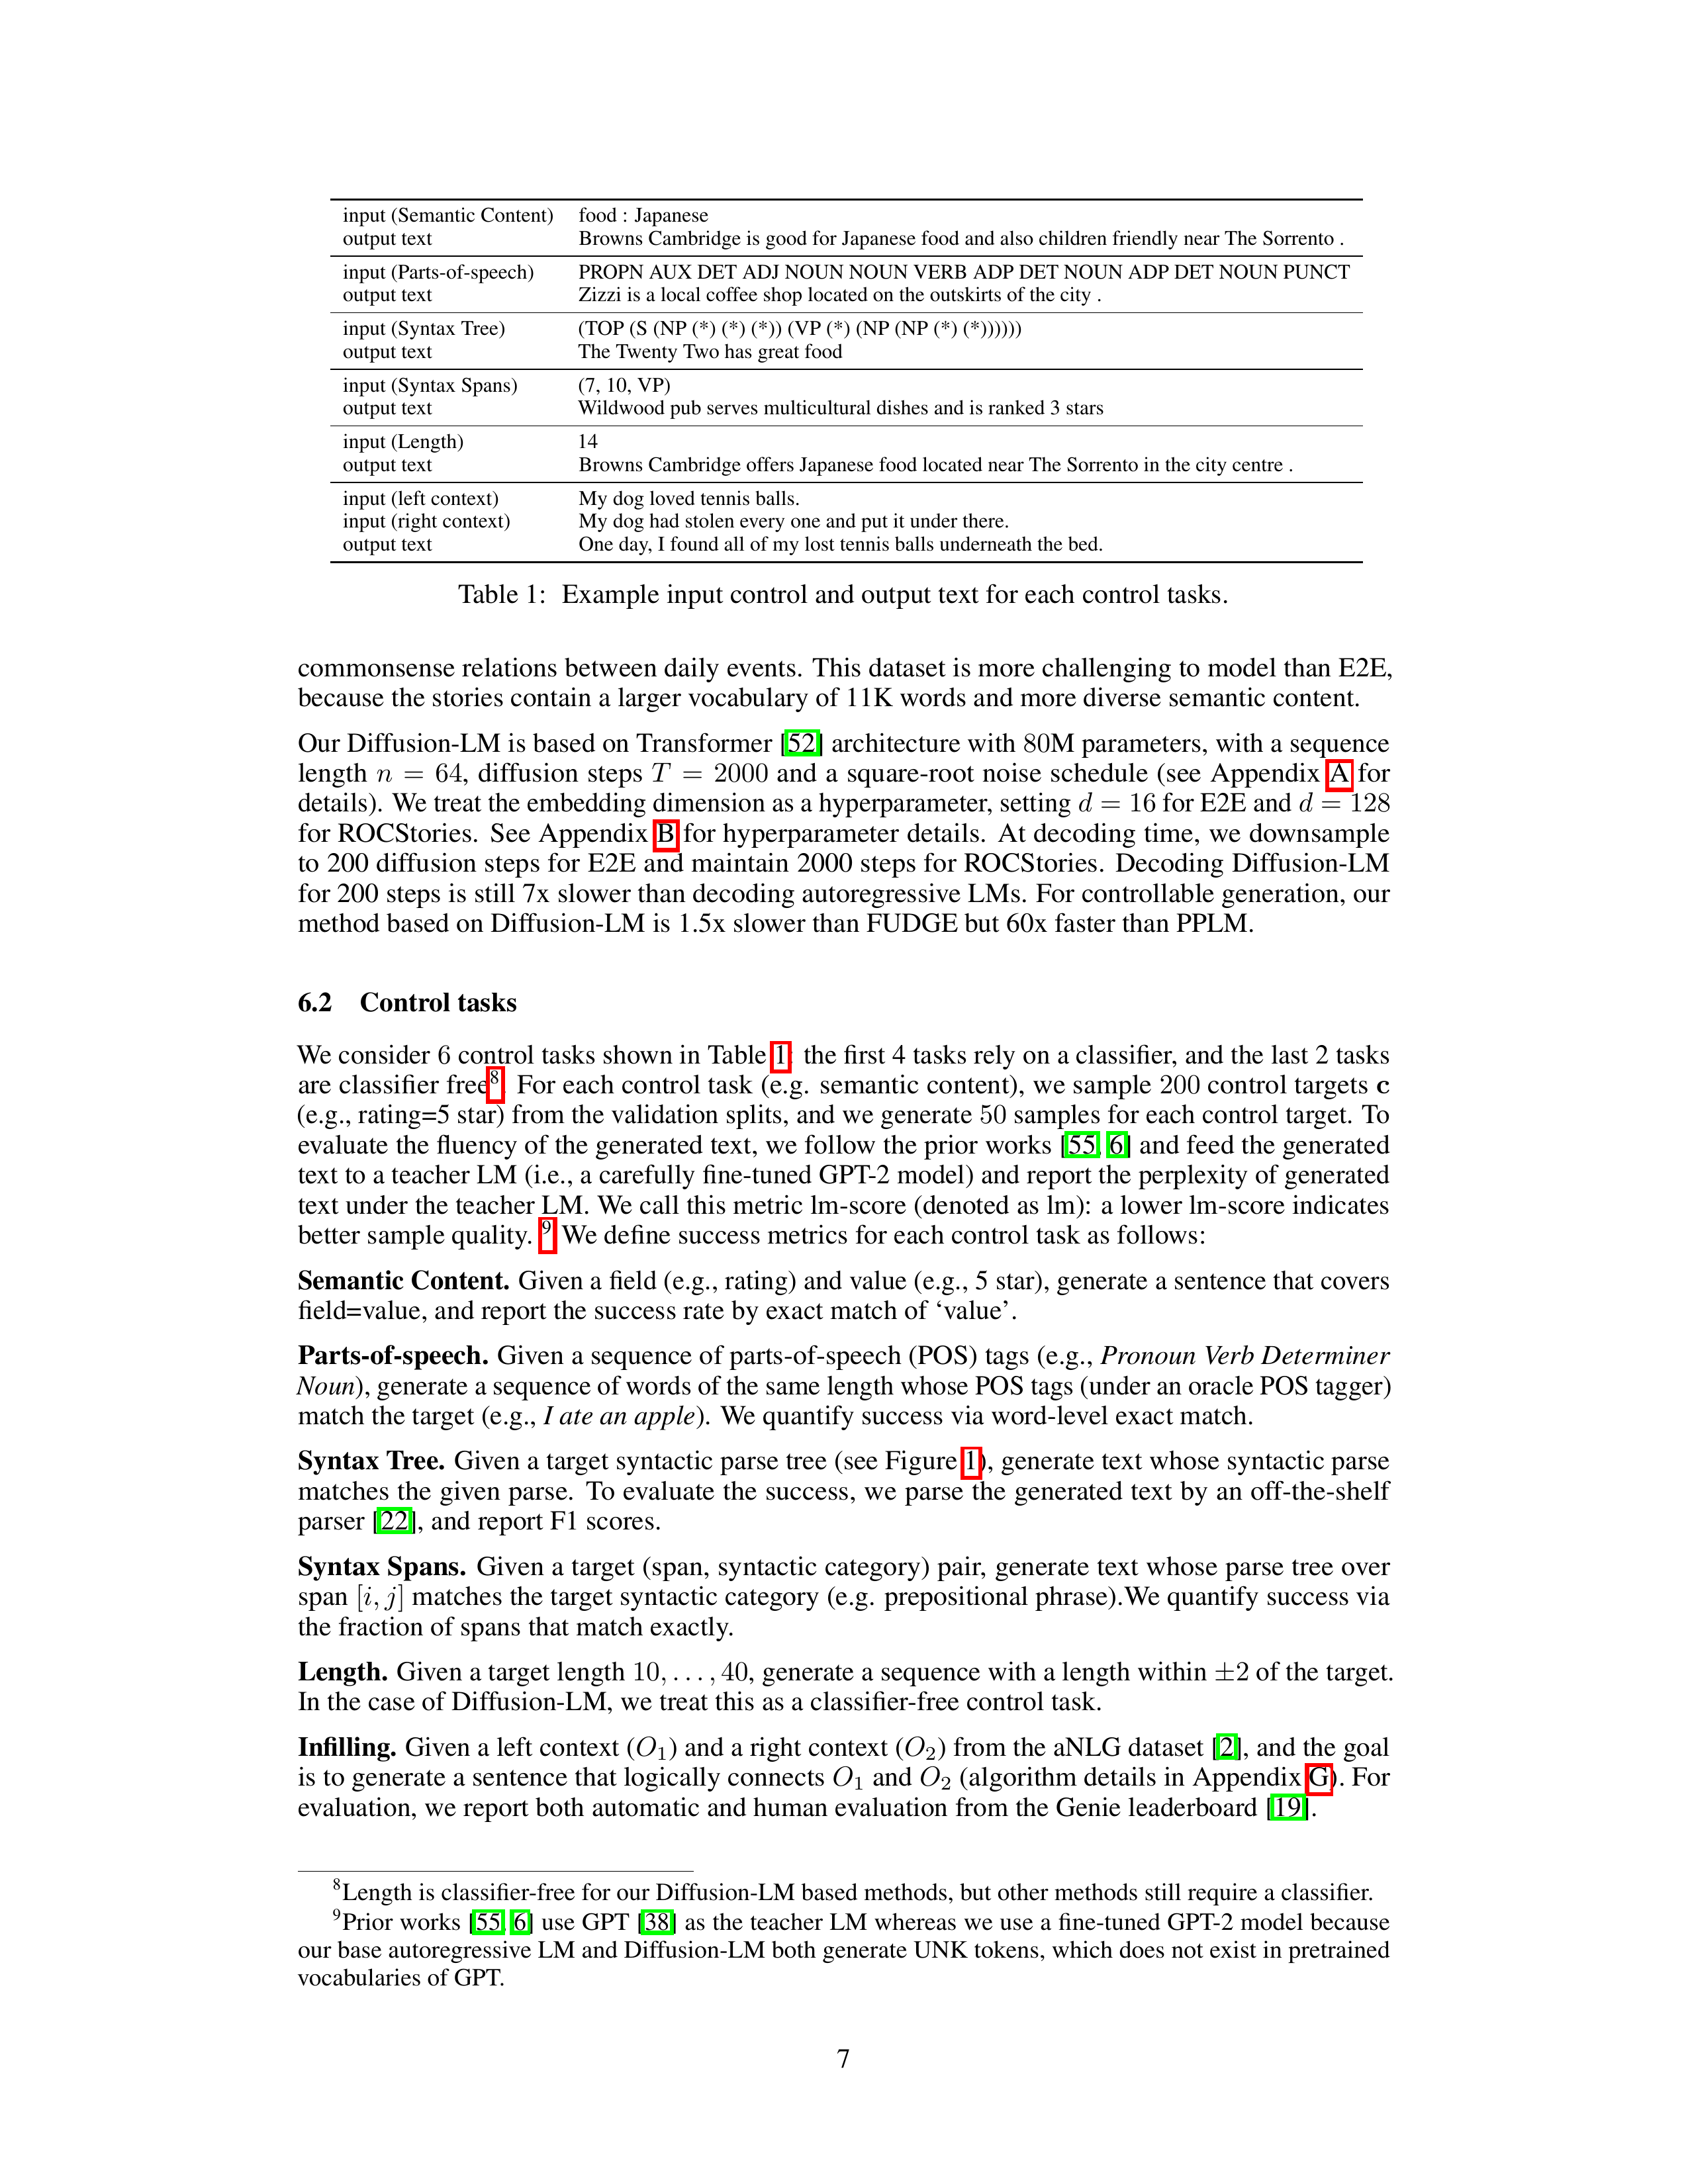 input (Semantic Content) food : Japanese
output text Browns Cambridge is good for Japanese food and also children friendly near The Sorrento .
input (Parts-of-speech) PROPN AUX DET ADJ NOUN NOUN VERB ADP DET NOUN ADP DET NOUN PUNCT
output text Zizzi is a local coffee shop located on the outskirts of the city .
input (Syntax Tree) (TOP (S (NP (*) (*) (*)) (VP (*) (NP (NP (*) (*))))))
output text The Twenty Two has great food
input (Syntax Spans) (7, 10, VP)
output text Wildwood pub serves multicultural dishes and is ranked 3 stars
input (Length) 14
output text Browns Cambridge offers Japanese food located near The Sorrento in the city centre .
input (left context) My dog loved tennis balls.
input (right context) My dog had stolen every one and put it under there.
output text One day, I found all of my lost tennis balls underneath the bed.
Table 1: Example input control and output text for each control tasks.
commonsense relations between daily events. This dataset is more challenging to model than E2E,
because the stories contain a larger vocabulary of 11K words and more diverse semantic content.
Our Diffusion-LM is based on Transformer [52] architecture with 80M parameters, with a sequence
length n = 64, diffusion steps T = 2000 and a square-root noise schedule (see Appendix A for
details). We treat the embedding dimension as a hyperparameter, setting d = 16 for E2E and d = 128
for ROCStories. See Appendix B for hyperparameter details. At decoding time, we downsample
to 200 diffusion steps for E2E and maintain 2000 steps for ROCStories. Decoding Diffusion-LM
for 200 steps is still 7x slower than decoding autoregressive LMs. For controllable generation, our
method based on Diffusion-LM is 1.5x slower than FUDGE but 60x faster than PPLM.
6.2 Control tasks
We consider 6 control tasks shown in Table 1: the first 4 tasks rely on a classifier, and the last 2 tasks
are classifier free⁸. For each control task (e.g. semantic content), we sample 200 control targets c
(e.g., rating=5 star) from the validation splits, and we generate 50 samples for each control target. To
evaluate the fluency of the generated text, we follow the prior works [55, 6] and feed the generated
text to a teacher LM (i.e., a carefully fine-tuned GPT-2 model) and report the perplexity of generated
text under the teacher LM. We call this metric lm-score (denoted as lm): a lower lm-score indicates
better sample quality. ⁹ We define success metrics for each control task as follows:
Semantic Content. Given a field (e.g., rating) and value (e.g., 5 star), generate a sentence that covers
field=value, and report the success rate by exact match of ‘value’.
Parts-of-speech. Given a sequence of parts-of-speech (POS) tags (e.g., Pronoun Verb Determiner
Noun), generate a sequence of words of the same length whose POS tags (under an oracle POS tagger)
match the target (e.g., I ate an apple). We quantify success via word-level exact match.
Syntax Tree. Given a target syntactic parse tree (see Figure 1), generate text whose syntactic parse
matches the given parse. To evaluate the success, we parse the generated text by an off-the-shelf
parser [22], and report F1 scores.
Syntax Spans. Given a target (span, syntactic category) pair, generate text whose parse tree over
span [i, j] matches the target syntactic category (e.g. prepositional phrase).We quantify success via
the fraction of spans that match exactly.
Length. Given a target length 10, . . . , 40, generate a sequence with a length within ±2 of the target.
In the case of Diffusion-LM, we treat this as a classifier-free control task.
Infilling. Given a left context (O₁) and a right context (O₂) from the aNLG dataset [2], and the goal
is to generate a sentence that logically connects O₁ and O₂ (algorithm details in Appendix G). For
evaluation, we report both automatic and human evaluation from the Genie leaderboard [19].
⁸Length is classifier-free for our Diffusion-LM based methods, but other methods still require a classifier.
⁹Prior works [55, 6] use GPT [38] as the teacher LM whereas we use a fine-tuned GPT-2 model because
our base autoregressive LM and Diffusion-LM both generate UNK tokens, which does not exist in pretrained
vocabularies of GPT.
7